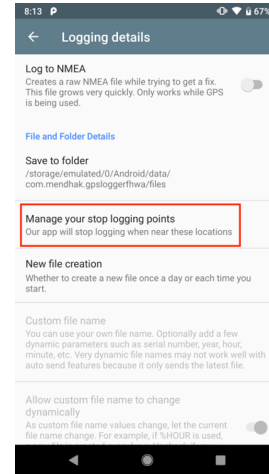 8:13 P 67%
Logging details
Log to NMEA
Creates a raw NMEA file while trying to get a fix.
This file grows very quickly. Only works while GPS
is being used.
File and Folder Details
Save to folder
/storage/emulated/0/Android/data/
com.mendhak.gpsloggerfhwa/files
Manage your stop logging points
Our app will stop logging when near these locations
New file creation
Whether to create a new file once a day or each time you
start.
Custom file name
You can use your own file name. Optionally add a few
dynamic parameters such as serial number, year, hour,
minute, etc. Very dynamic file names may not work well with
auto send features because it only sends the latest file.
Allow custom file name to change
dynamically
As custom file name values change, let the current
file name change. For example, if %HOUR is used,